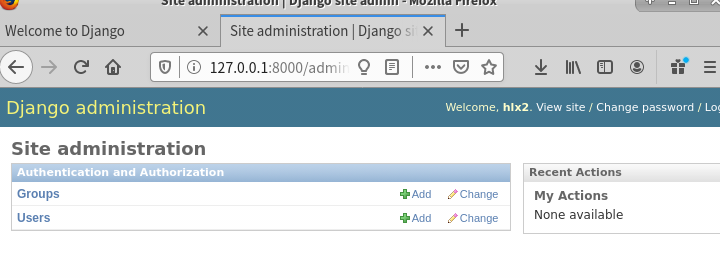 Site administration | Django site admin - Mozilla Firefox
Welcome to Django
Site administration | Django si
127.0.0.1:8000/admin
Django administration
Welcome, hlx2. View site / Change password / Log
Site administration
Authentication and Authorization
Groups Add Change
Users Add Change
Recent Actions
My Actions
None available